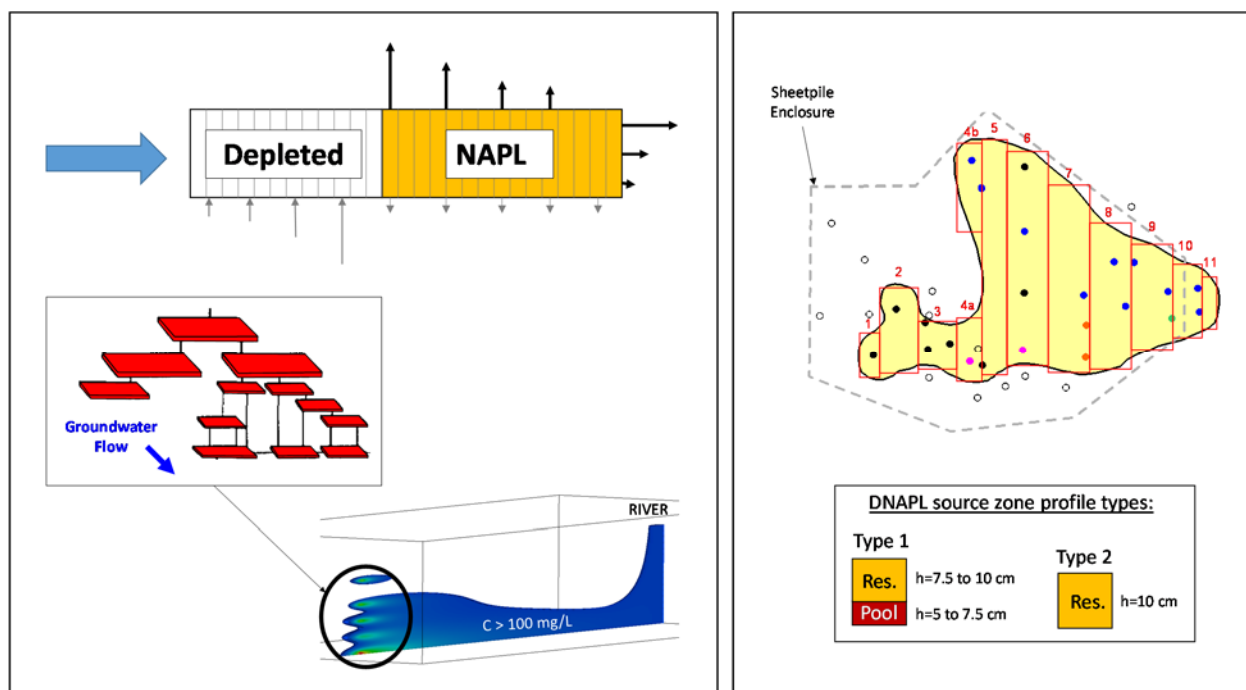 Depleted
NAPL
Groundwater
Flow
RIVER
C > 100 mg/L
Sheetpile
Enclosure
4b
5
6
7
8
9
10
11
2
3
4a
1
DNAPL source zone profile types:
Type 1
Type 2
Res.
h=7.5 to 10 cm
Res.
h=10 cm
Pool
h=5 to 7.5 cm